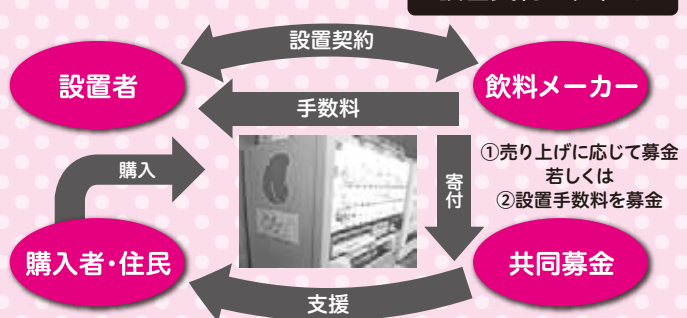 設置契約
設置者
飲料メーカー
手数料
①売り上げに応じて募金
若しくは
②設置手数料を募金
購入
寄付
購入者・住民
共同募金
支援